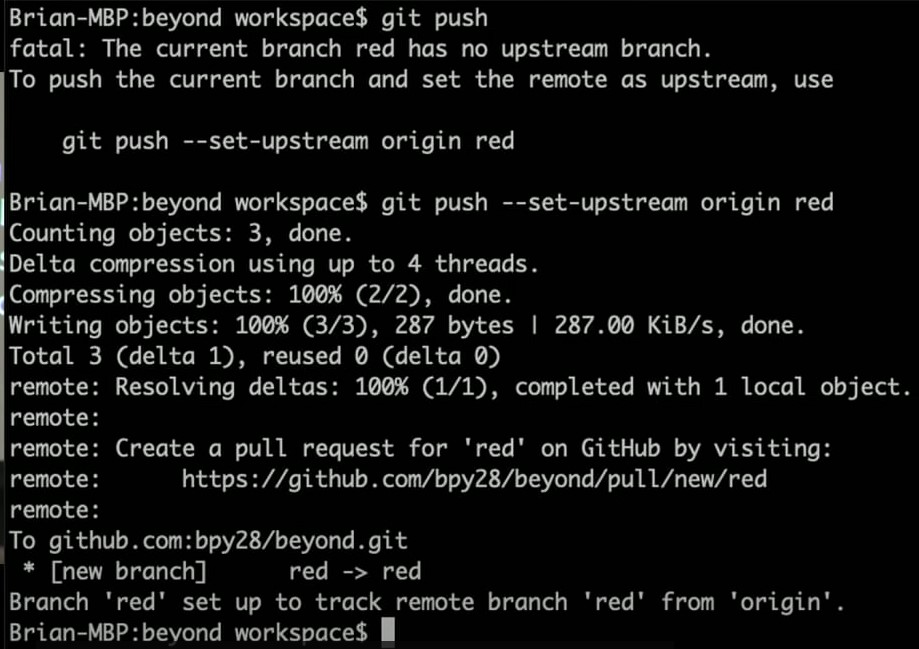 Brian-MBP:beyond workspace$ git push
fatal: The current branch red has no upstream branch.
To push the current branch and set the remote as upstream, use

    git push --set-upstream origin red

Brian-MBP:beyond workspace$ git push --set-upstream origin red
Counting objects: 3, done.
Delta compression using up to 4 threads.
Compressing objects: 100% (2/2), done.
Writing objects: 100% (3/3), 287 bytes | 287.00 KiB/s, done.
Total 3 (delta 1), reused 0 (delta 0)
remote: Resolving deltas: 100% (1/1), completed with 1 local object.
remote:
remote: Create a pull request for 'red' on GitHub by visiting:
remote:      https://github.com/bpy28/beyond/pull/new/red
remote:
To github.com:bpy28/beyond.git
 * [new branch]      red -> red
Branch 'red' set up to track remote branch 'red' from 'origin'.
Brian-MBP:beyond workspace$